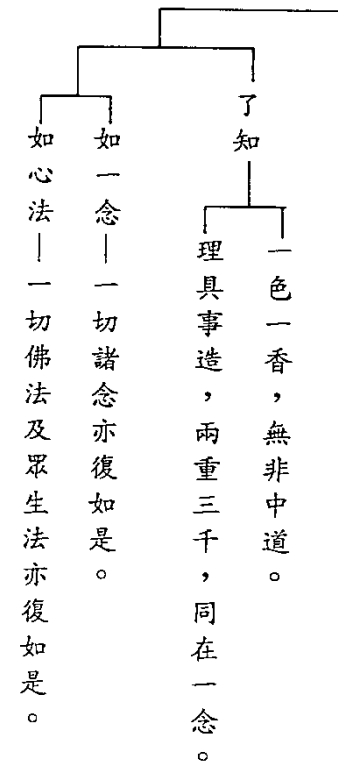 了知
一色一香，無非中道。
理具事造，兩重三千，同在一念。
如一念—一切諸念亦復如是。
如心法—一切佛法及眾生法亦復如是。